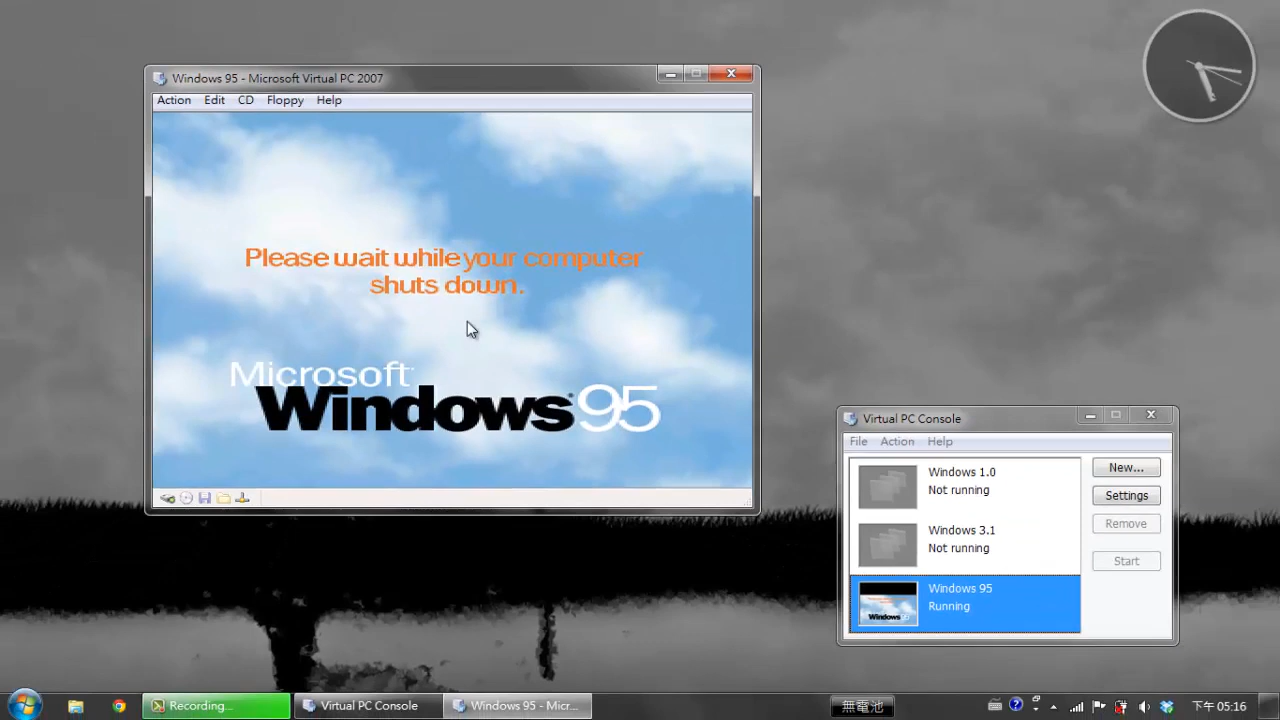 Windows 95 - Microsoft Virtual PC 2007
Action Edit CD Floppy Help
Please wait while your computer
shuts down.
Microsoft
Windows 95
Virtual PC Console
File Action Help
Windows 1.0
Not running
Windows 3.1
Not running
Windows 95
Running
New...
Settings
Remove
Start
Recording...
Virtual PC Console
Windows 95 - Micr...
無電池
下午 05:16